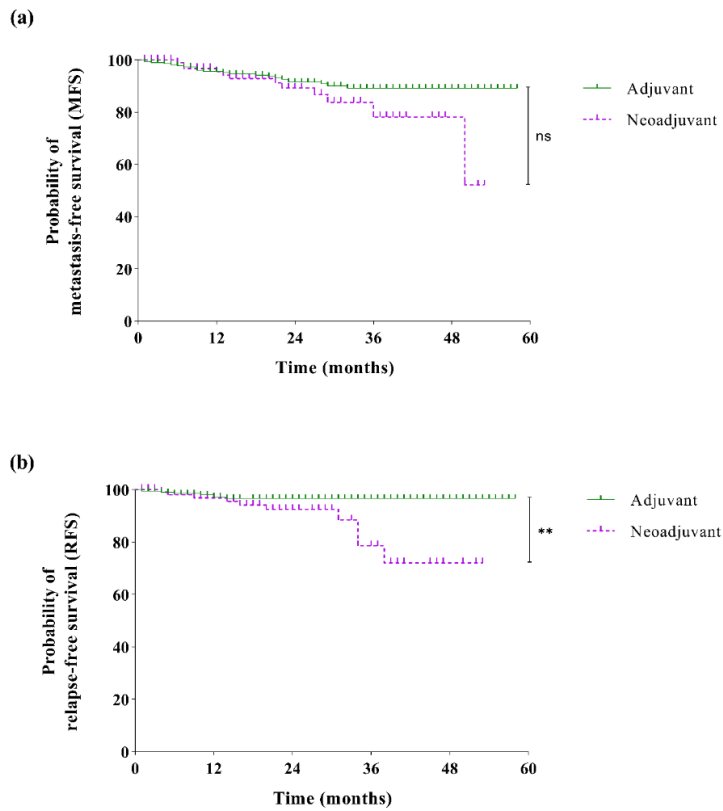 (a)
100
80
60
40
20
0
0 12 24 36 48 60
Probability of
metastasis-free survival (MFS)
Time (months)
Adjuvant
Neoadjuvant
ns
(b)
100
80
60
40
20
0
0 12 24 36 48 60
Probability of
relapse-free survival (RFS)
Time (months)
Adjuvant
Neoadjuvant
**